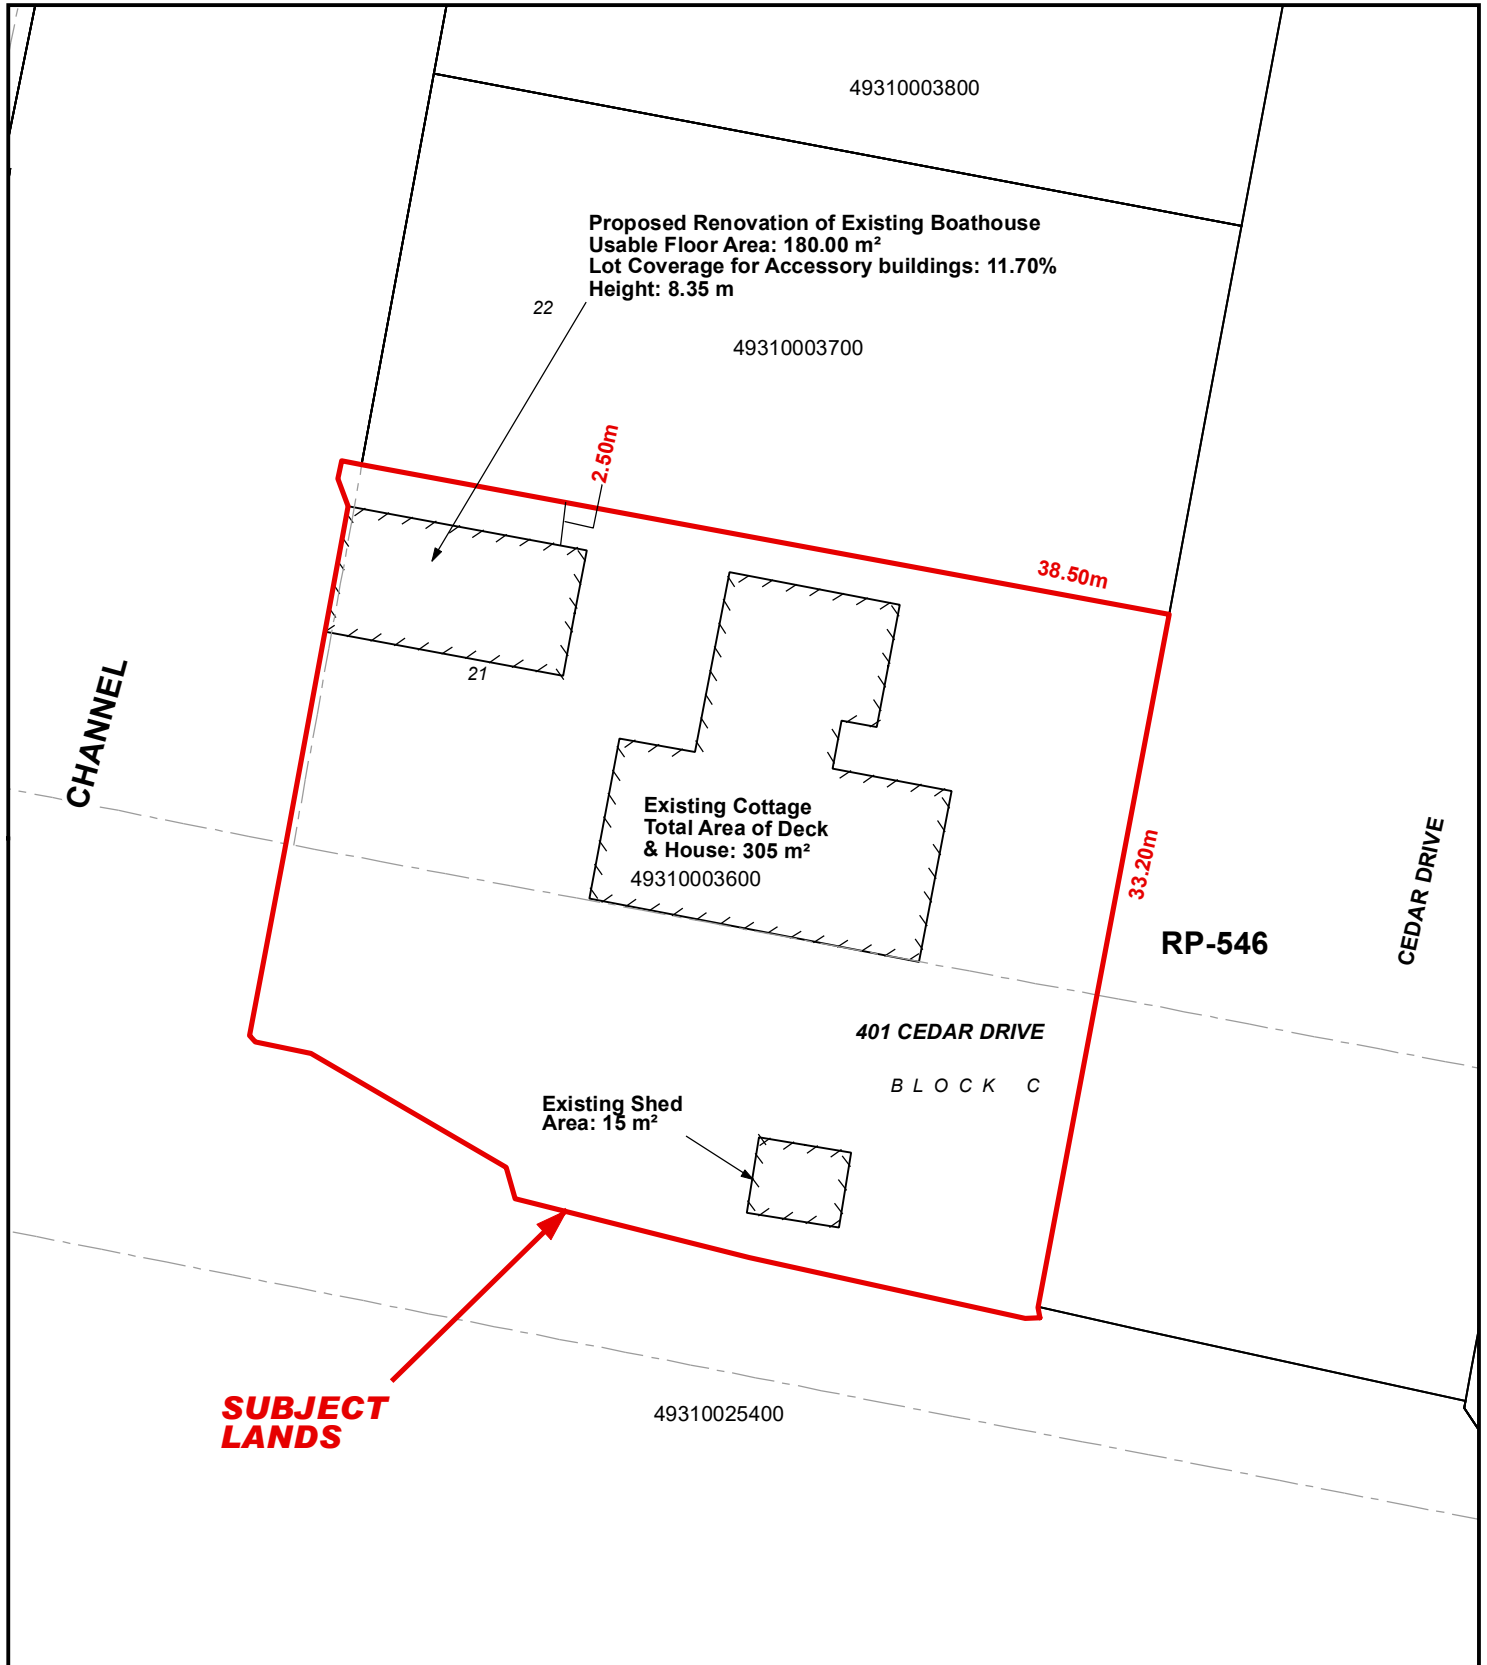 49310003800
Proposed Renovation of Existing Boathouse
Usable Floor Area: 180.00 m²
Lot Coverage for Accessory buildings: 11.70%
Height: 8.35 m
22
49310003700
2.50m
38.50m
21
CHANNEL
Existing Cottage
Total Area of Deck
& House: 305 m²
49310003600
33.20m
CEDAR DRIVE
RP-546
401 CEDAR DRIVE
BLOCK C
Existing Shed
Area: 15 m²
SUBJECT
LANDS
49310025400